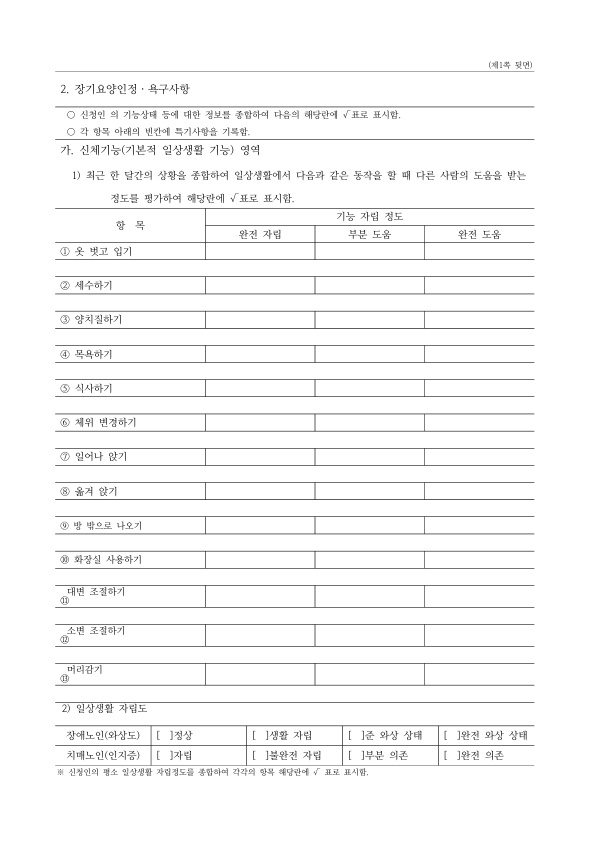 (제1쪽 뒷면)
2. 장기요양인정 · 욕구사항
○ 신청인 의 기능상태 등에 대한 정보를 종합하여 다음의 해당란에 √표로 표시함.
○ 각 항목 아래의 빈칸에 특기사항을 기록함.
가. 신체기능(기본적 일상생활 기능) 영역
1) 최근 한 달간의 상황을 종합하여 일상생활에서 다음과 같은 동작을 할 때 다른 사람의 도움을 받는
정도를 평가하여 해당란에 √표로 표시함.
항 목 기능 자립 정도
완전 자립 부분 도움 완전 도움
① 옷 벗고 입기
② 세수하기
③ 양치질하기
④ 목욕하기
⑤ 식사하기
⑥ 체위 변경하기
⑦ 일어나 앉기
⑧ 옮겨 앉기
⑨ 방 밖으로 나오기
⑩ 화장실 사용하기
대변 조절하기
⑪
소변 조절하기
⑫
머리감기
⑬
2) 일상생활 자립도
장애노인(와상도) [ ]정상 [ ]생활 자립 [ ]준 와상 상태 [ ]완전 와상 상태
치매노인(인지증) [ ]자립 [ ]불완전 자립 [ ]부분 의존 [ ]완전 의존
※ 신청인의 평소 일상생활 자립정도를 종합하여 각각의 항목 해당란에 √ 표로 표시함.